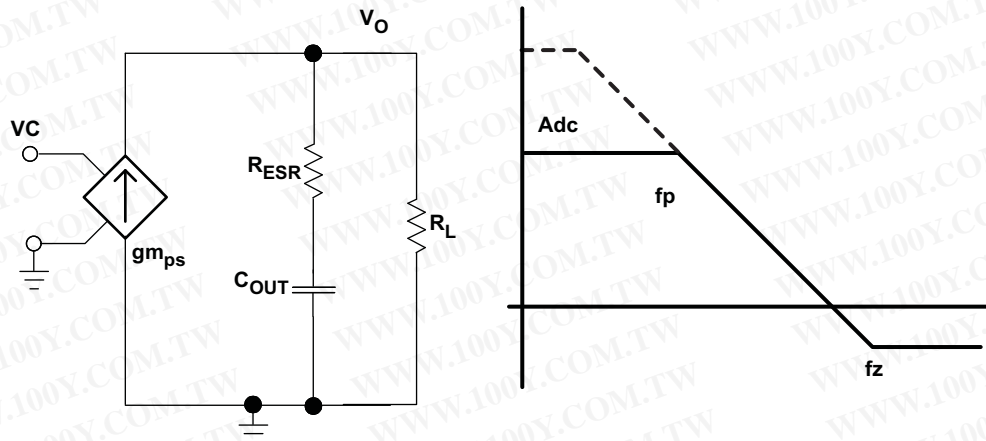 V_O
VC
R_ESR
R_L
gm_ps
C_OUT
Adc
fp
fz
WWW.100Y.COM.TW